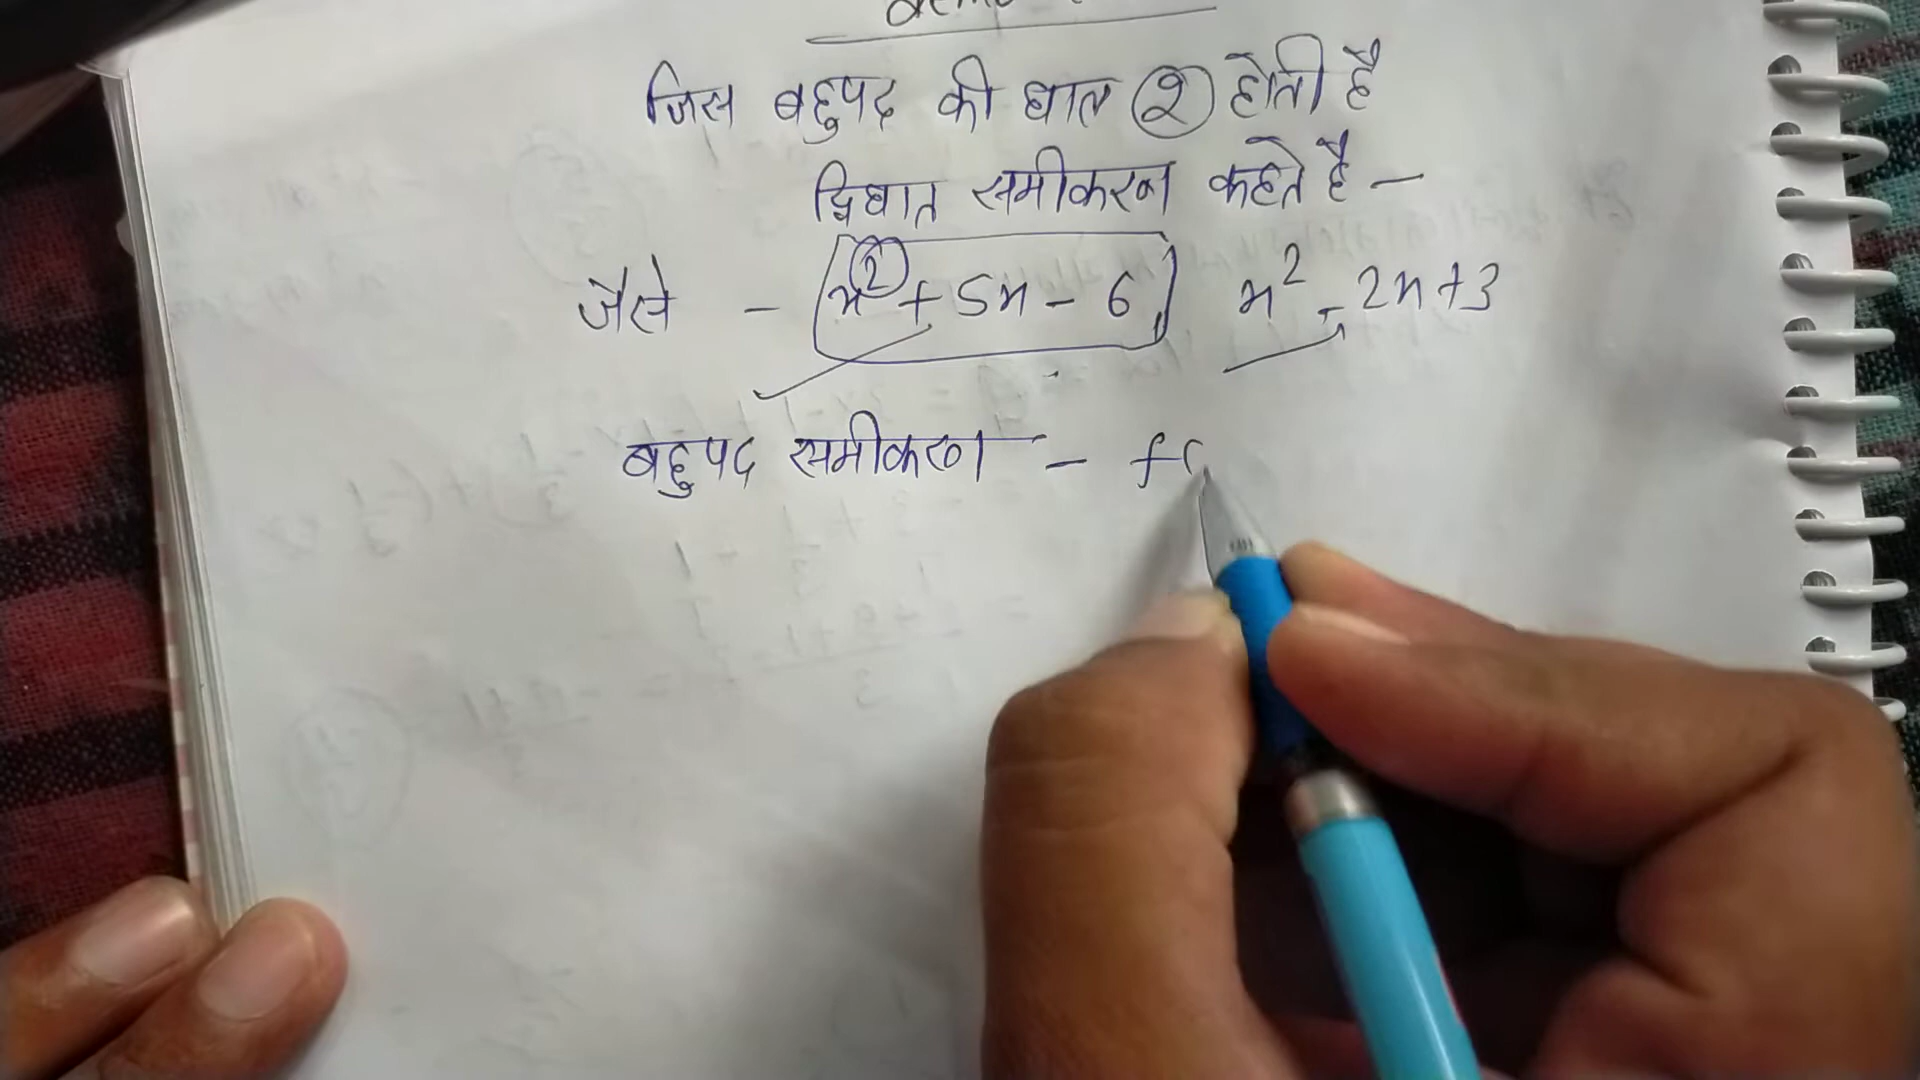 जिस बहुपद की घात 2 होती है
द्विघात समीकरण कहते है -
जैसे - [x² + 5x - 6] x² - 2x + 3
बहुपद समीकरण - f(